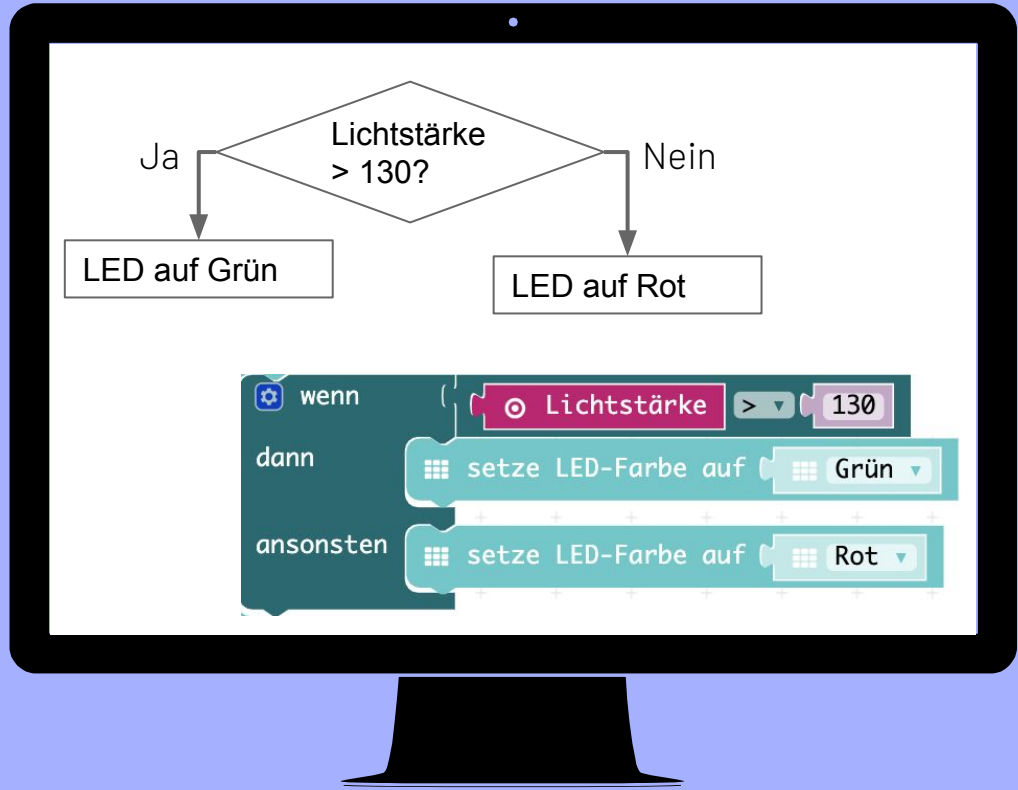 Lichtstärke
> 130?
Ja
Nein
LED auf Grün
LED auf Rot
wenn Lichtstärke > 130
dann setze LED-Farbe auf Grün
ansonsten setze LED-Farbe auf Rot